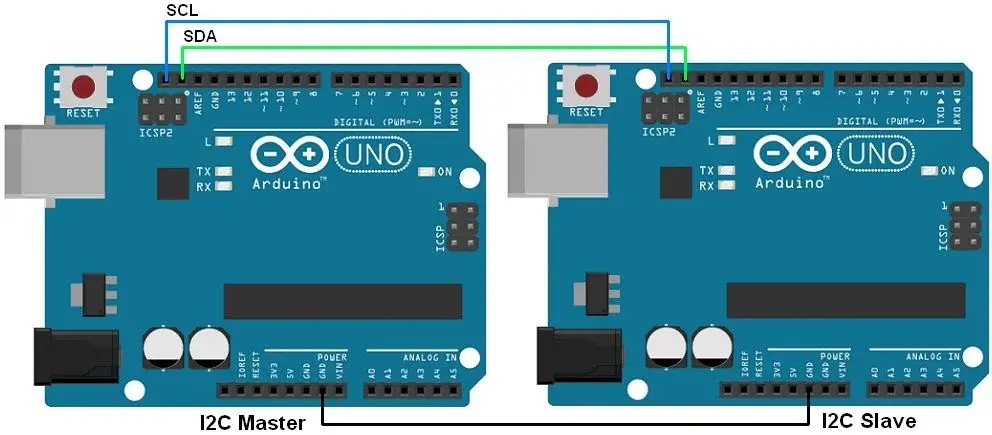 SCL
SDA
RESET
ICSP2
AREF
GND
13
12
~11
~10
~9
8
7
~6
~5
4
~3
2
TX0▶1
RX0◀0
DIGITAL (PWM=~)
L
TX
RX
UNO
Arduino™
ON
1
ICSP
POWER
ANALOG IN
IOREF
RESET
3V3
5V
GND
GND
VIN
A0
A1
A2
A3
A4
A5
I2C Master
RESET
ICSP2
AREF
GND
13
12
~11
~10
~9
8
7
~6
~5
4
~3
2
TX0▶1
RX0◀0
DIGITAL (PWM=~)
L
TX
RX
UNO
Arduino™
ON
1
ICSP
POWER
ANALOG IN
IOREF
RESET
3V3
5V
GND
GND
VIN
A0
A1
A2
A3
A4
A5
I2C Slave